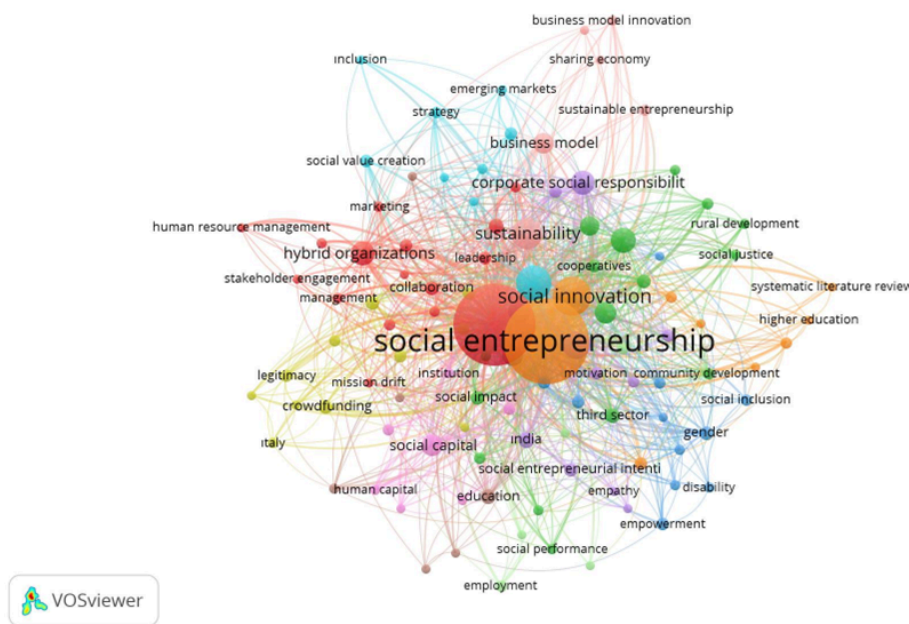 business model innovation
inclusion
sharing economy
emerging markets
strategy
sustainable entrepreneurship
business model
social value creation
corporate social responsibilit
marketing
human resource management
sustainability
rural development
hybrid organizations
leadership
cooperatives
social justice
stakeholder engagement
collaboration
systematic literature review
management
social innovation
higher education
social entrepreneurship
legitimacy
mission drift
institution
motivation
community development
social impact
social inclusion
crowdfunding
third sector
italy
social capital
india
gender
social entrepreneurial intenti
human capital
education
empathy
disability
empowerment
social performance
employment
VOSviewer